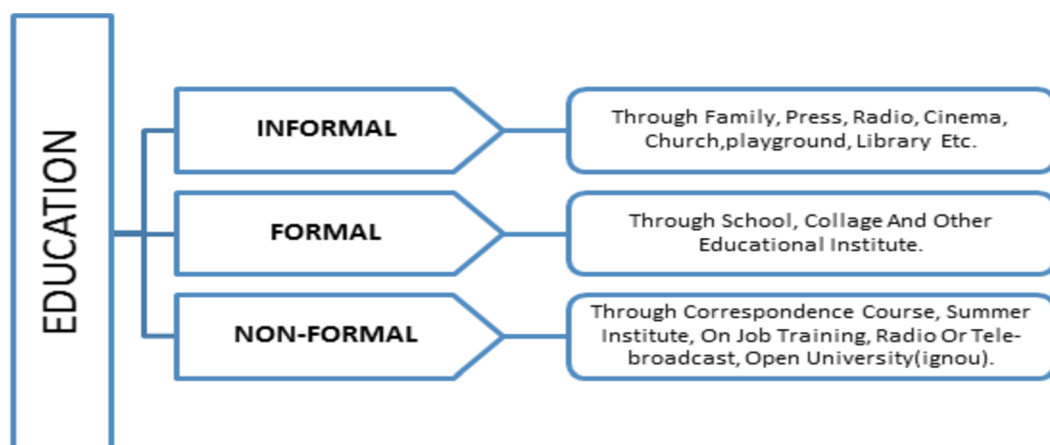 EDUCATION
INFORMAL
Through Family, Press, Radio, Cinema,
Church,playground, Library Etc.
FORMAL
Through School, Collage And Other
Educational Institute.
NON-FORMAL
Through Correspondence Course, Summer
Institute, On Job Training, Radio Or Tele-
broadcast, Open University(ignou).